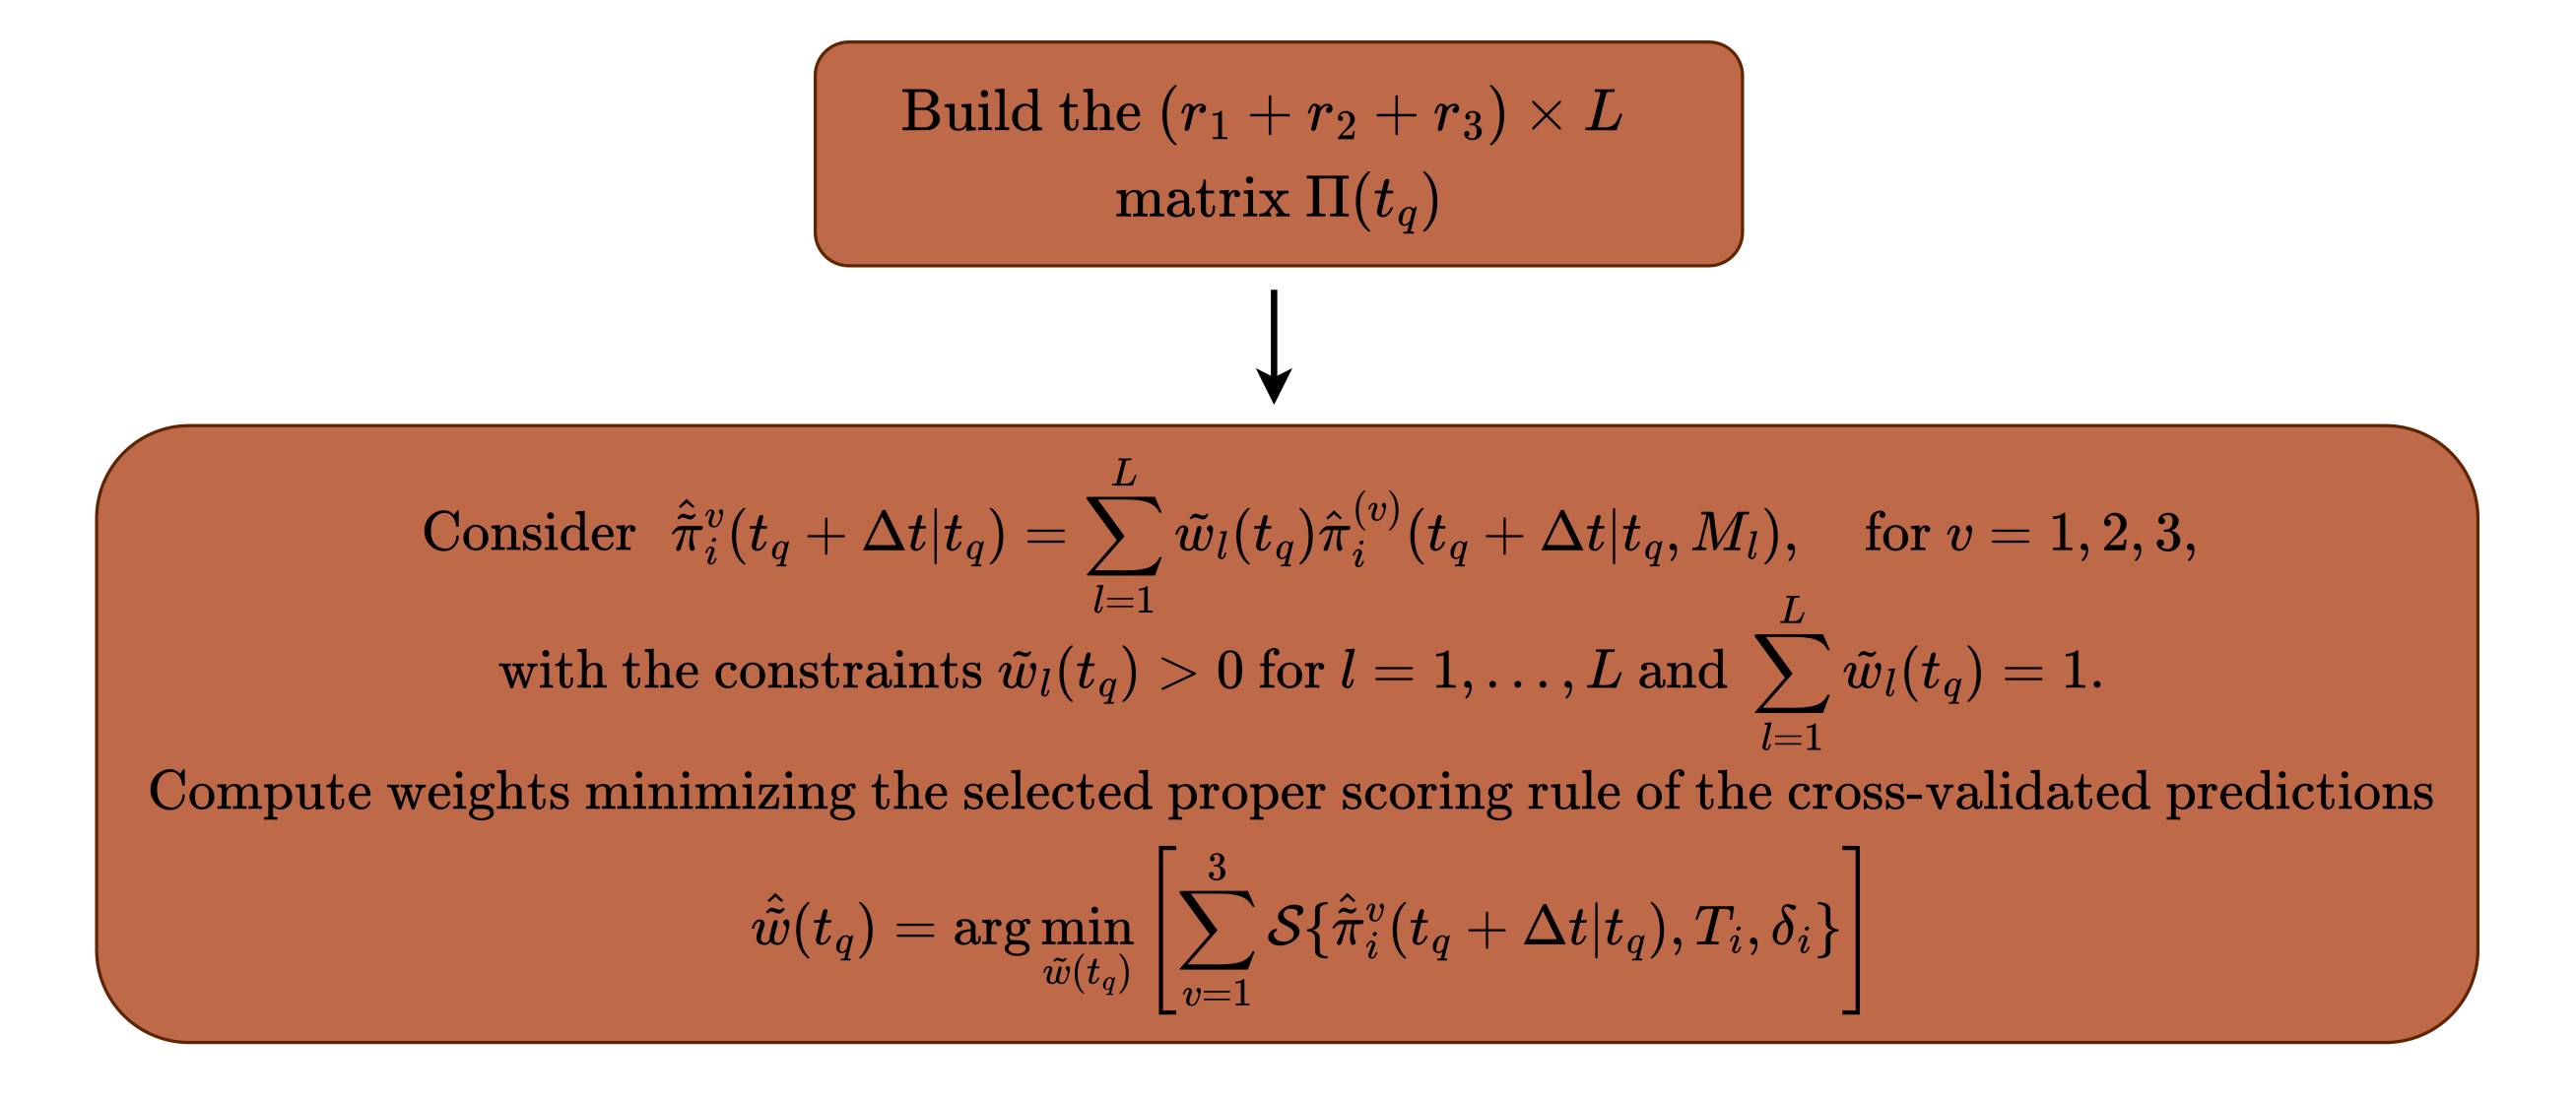 Build the $(r_1 + r_2 + r_3) \times L$
matrix $\Pi(t_q)$
Consider $\hat{\tilde{\pi}}_i^v(t_q + \Delta t | t_q) = \sum_{l=1}^{L} \tilde{w}_l(t_q) \hat{\pi}_i^{(v)}(t_q + \Delta t | t_q, M_l), \quad$ for $v = 1, 2, 3,$
with the constraints $\tilde{w}_l(t_q) > 0$ for $l = 1, \ldots, L$ and $\sum_{l=1}^{L} \tilde{w}_l(t_q) = 1.$
Compute weights minimizing the selected proper scoring rule of the cross-validated predictions
$\hat{\tilde{w}}(t_q) = \arg\min_{\tilde{w}(t_q)} \left[ \sum_{v=1}^{3} \mathcal{S}\{\hat{\tilde{\pi}}_i^v(t_q + \Delta t | t_q), T_i, \delta_i\} \right]$